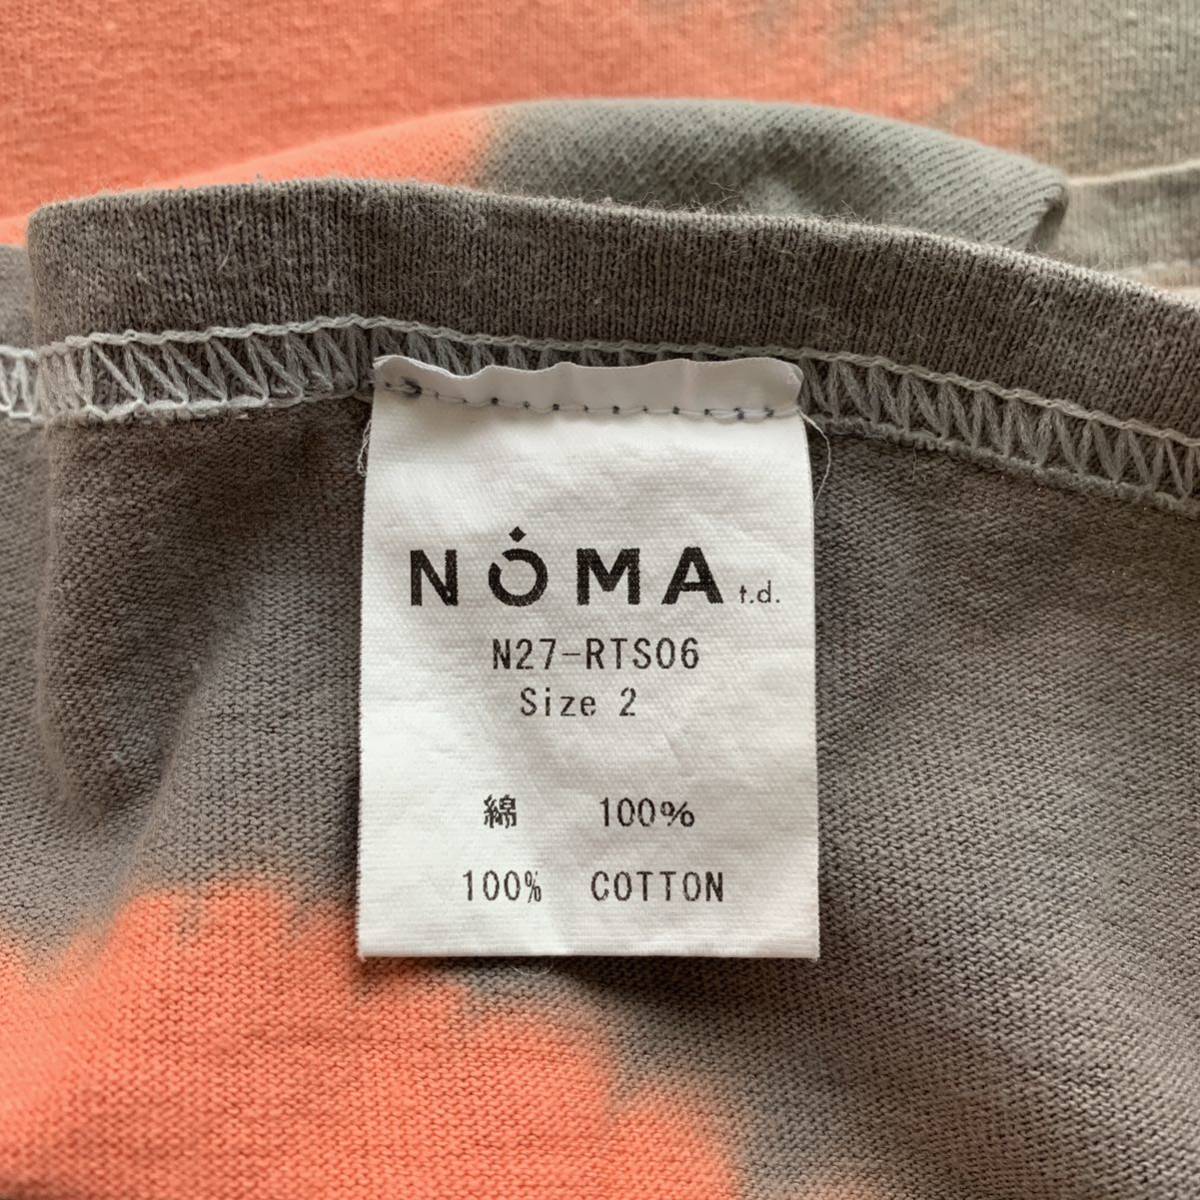 NOMA t.d.
N27-RTS06
Size 2
綿 100%
100% COTTON